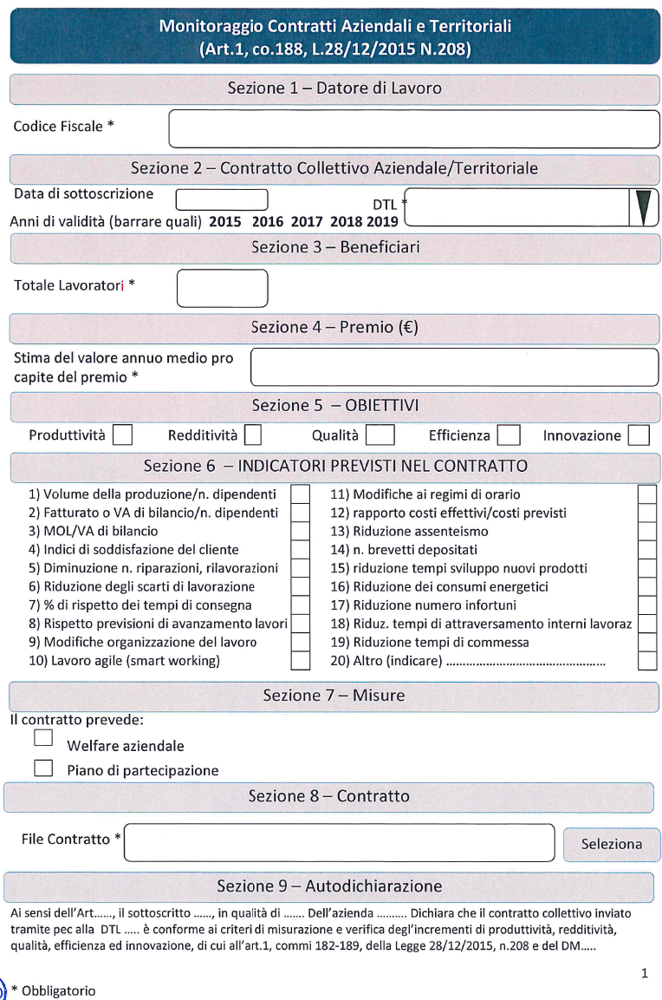 Monitoraggio Contratti Aziendali e Territoriali
(Art.1, co.188, L.28/12/2015 N.208)
Sezione 1 – Datore di Lavoro
Codice Fiscale *
Sezione 2 – Contratto Collettivo Aziendale/Territoriale
Data di sottoscrizione
DTL *
Anni di validità (barrare quali) 2015 2016 2017 2018 2019
Sezione 3 – Beneficiari
Totale Lavoratori *
Sezione 4 – Premio (€)
Stima del valore annuo medio pro
capite del premio *
Sezione 5 – OBIETTIVI
Produttività Redditività Qualità Efficienza Innovazione
Sezione 6 – INDICATORI PREVISTI NEL CONTRATTO
1) Volume della produzione/n. dipendenti
2) Fatturato o VA di bilancio/n. dipendenti
3) MOL/VA di bilancio
4) Indici di soddisfazione del cliente
5) Diminuzione n. riparazioni, rilavorazioni
6) Riduzione degli scarti di lavorazione
7) % di rispetto dei tempi di consegna
8) Rispetto previsioni di avanzamento lavori
9) Modifiche organizzazione del lavoro
10) Lavoro agile (smart working)
11) Modifiche ai regimi di orario
12) rapporto costi effettivi/costi previsti
13) Riduzione assenteismo
14) n. brevetti depositati
15) riduzione tempi sviluppo nuovi prodotti
16) Riduzione dei consumi energetici
17) Riduzione numero infortuni
18) Riduz. tempi di attraversamento interni lavoraz
19) Riduzione tempi di commessa
20) Altro (indicare) ................................................
Sezione 7 – Misure
Il contratto prevede:
Welfare aziendale
Piano di partecipazione
Sezione 8 – Contratto
File Contratto *
Seleziona
Sezione 9 – Autodichiarazione
Ai sensi dell'Art......, il sottoscritto ......, in qualità di ....... Dell'azienda .......... Dichiara che il contratto collettivo inviato
tramite pec alla DTL ..... è conforme ai criteri di misurazione e verifica degl'incrementi di produttività, redditività,
qualità, efficienza ed innovazione, di cui all'art.1, commi 182-189, della Legge 28/12/2015, n.208 e del DM.....
1
* Obbligatorio